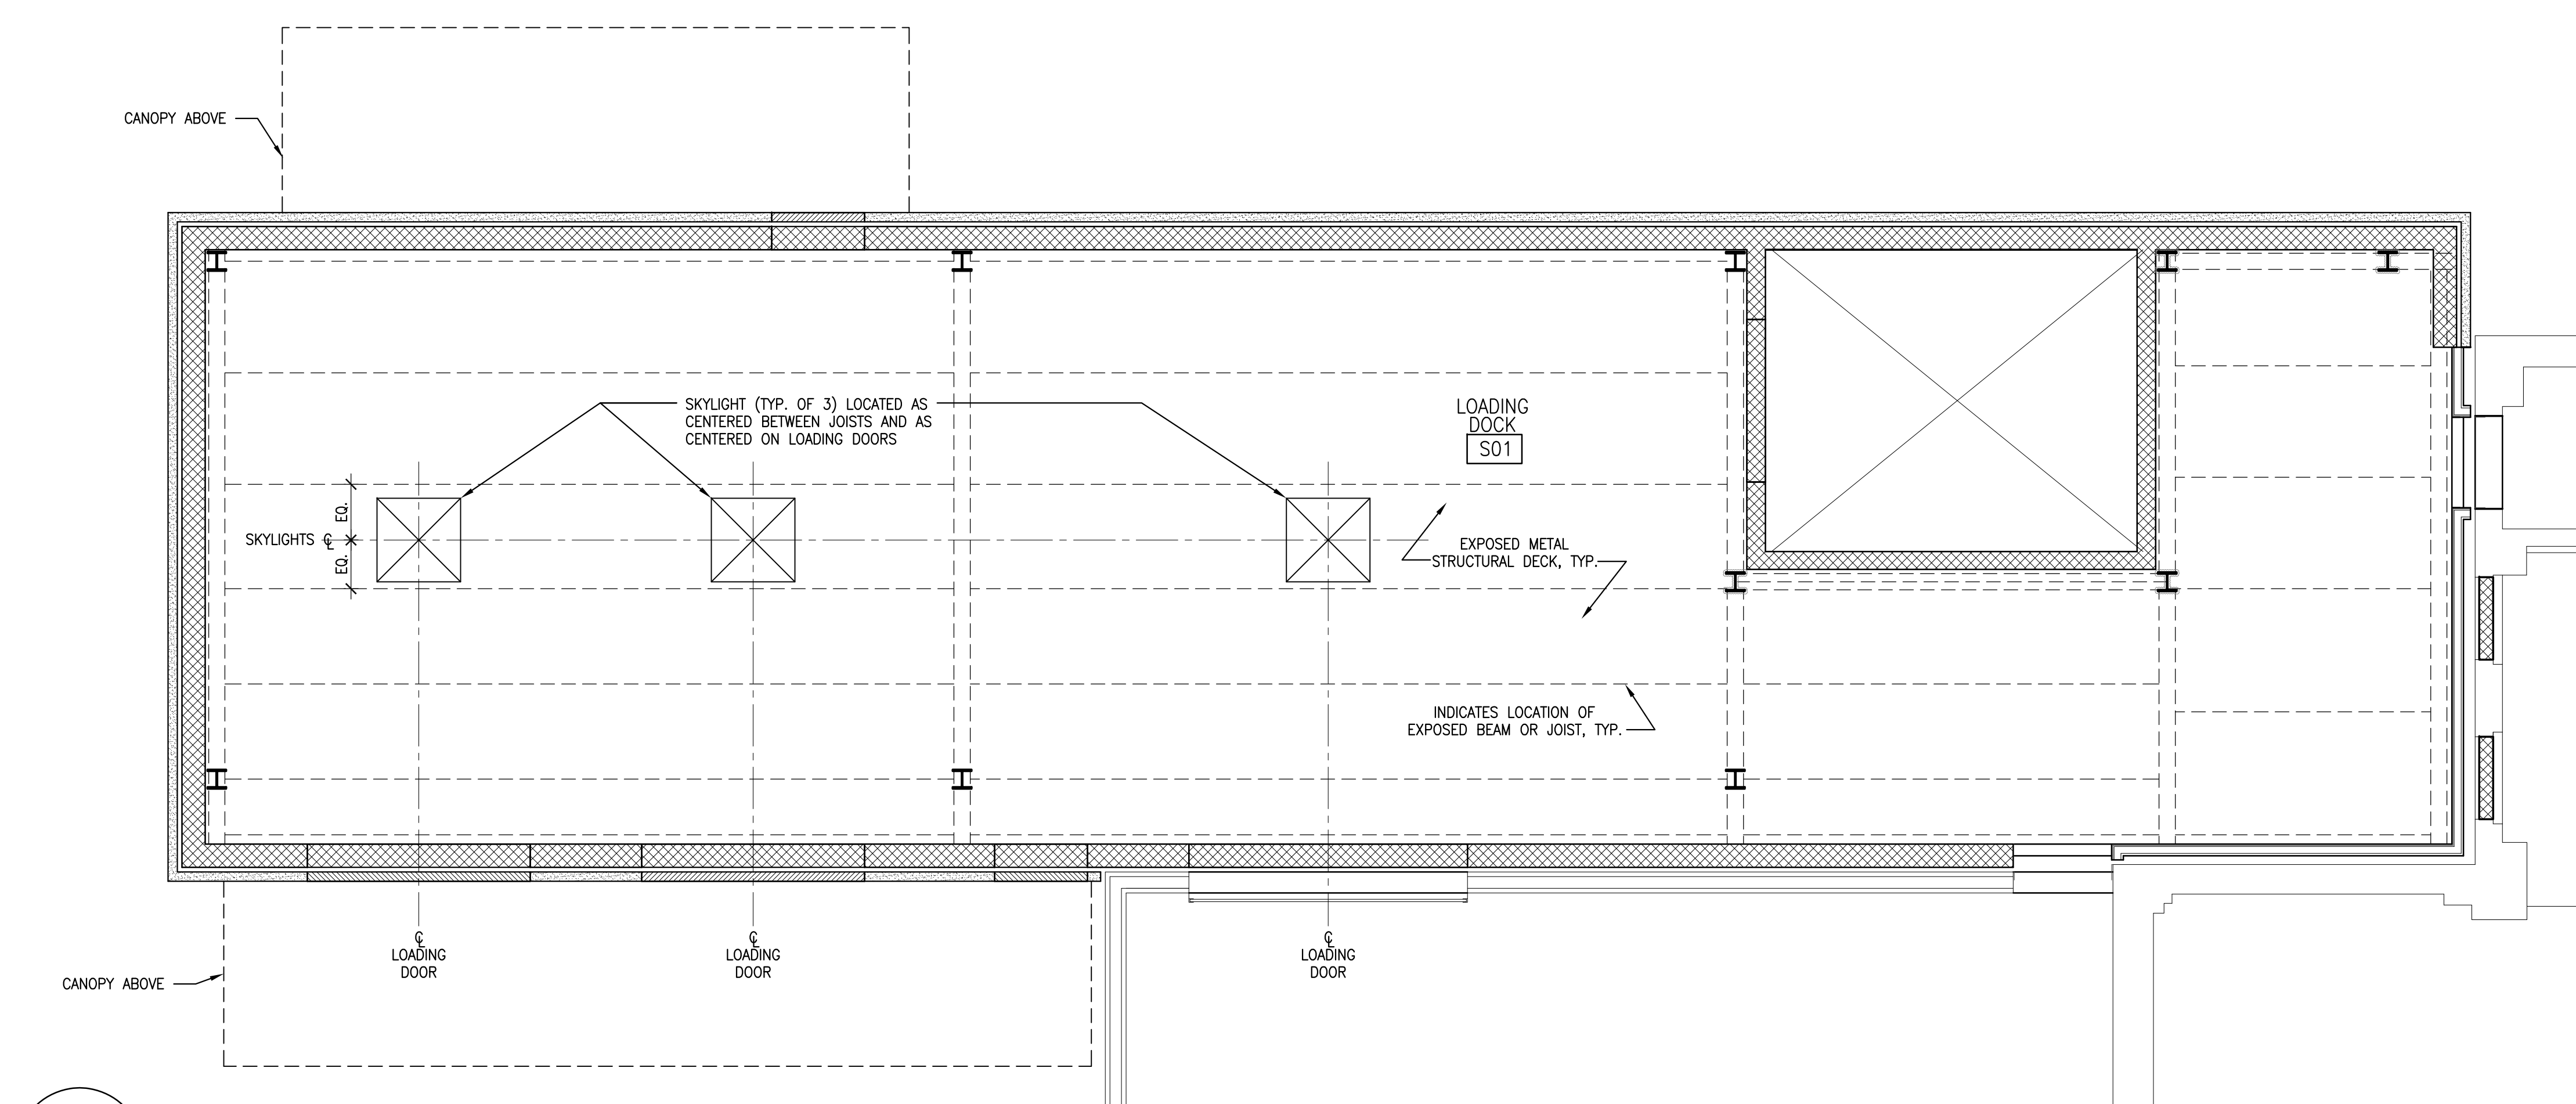 CANOPY ABOVE
SKYLIGHT (TYP. OF 3) LOCATED AS
CENTERED BETWEEN JOISTS AND AS
CENTERED ON LOADING DOORS
LOADING
DOCK
S01
EQ.
SKYLIGHTS ℄
EQ.
EXPOSED METAL
STRUCTURAL DECK, TYP.
INDICATES LOCATION OF
EXPOSED BEAM OR JOIST, TYP.
℄
LOADING
DOOR
℄
LOADING
DOOR
℄
LOADING
DOOR
CANOPY ABOVE